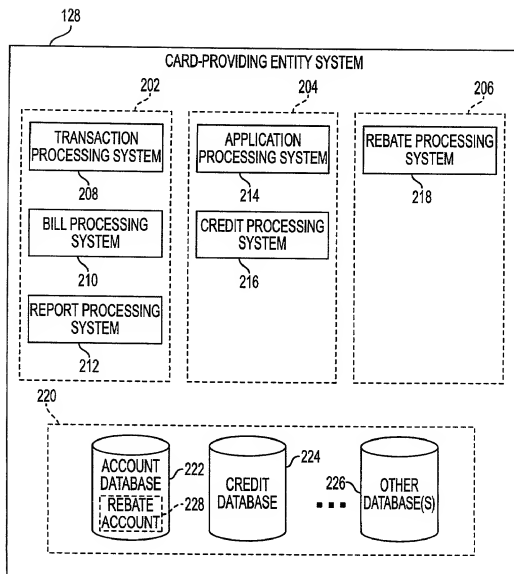 128
CARD-PROVIDING ENTITY SYSTEM
202
TRANSACTION
PROCESSING SYSTEM
208
BILL PROCESSING
SYSTEM
210
REPORT PROCESSING
SYSTEM
212
204
APPLICATION
PROCESSING SYSTEM
214
CREDIT PROCESSING
SYSTEM
216
206
REBATE PROCESSING
SYSTEM
218
220
ACCOUNT
DATABASE
222
REBATE
ACCOUNT
228
CREDIT
DATABASE
224
226
OTHER
DATABASE(S)